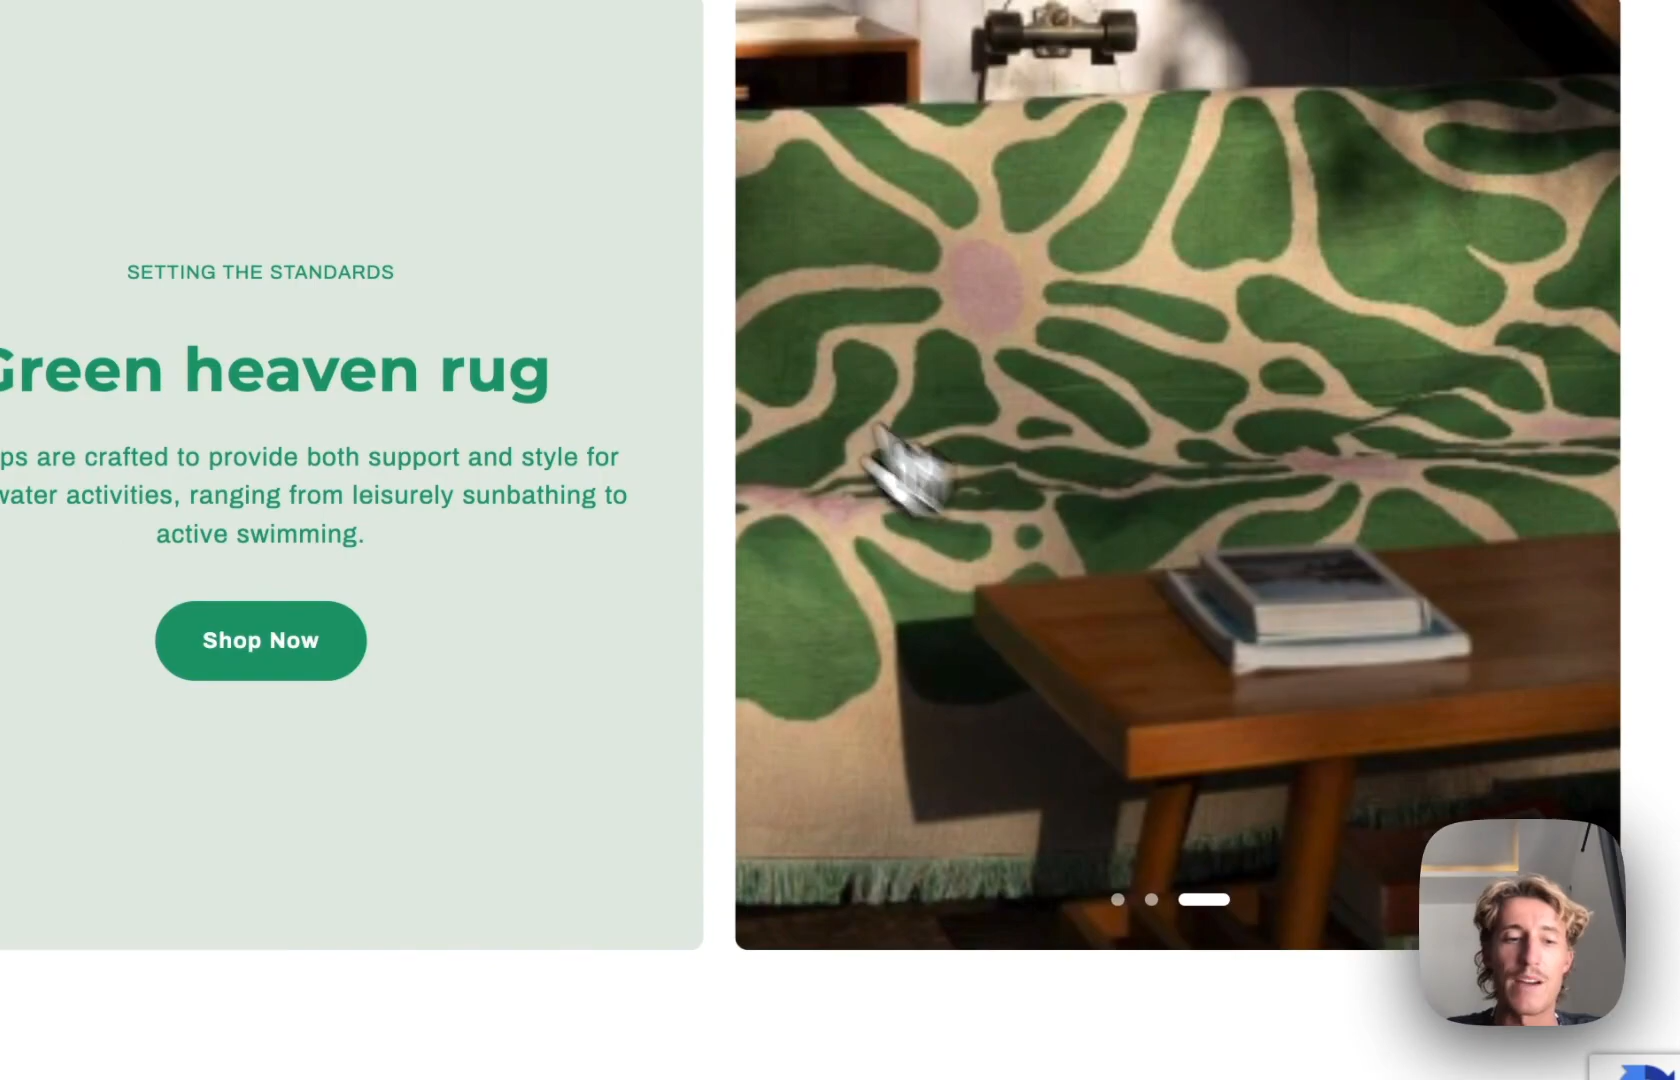 SETTING THE STANDARDS
Green heaven rug
ps are crafted to provide both support and style for
water activities, ranging from leisurely sunbathing to
active swimming.
Shop Now